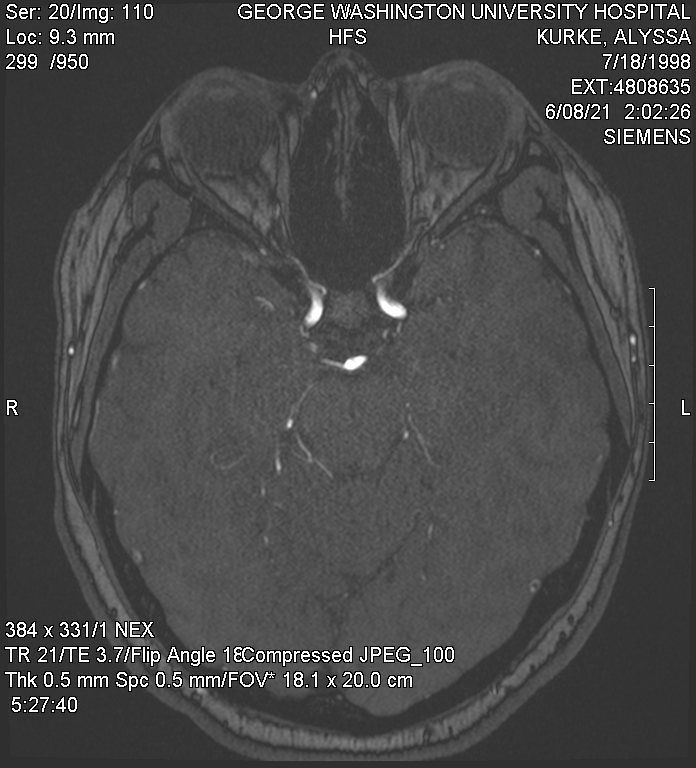 Ser: 20/Img: 110
Loc: 9.3 mm
299 /950
HFS
GEORGE WASHINGTON UNIVERSITY HOSPITAL
KURKE, ALYSSA
7/18/1998
EXT:4808635
6/08/21 2:02:26
SIEMENS
R
L
384 x 331/1 NEX
TR 21/TE 3.7/Flip Angle 18Compressed JPEG_100
Thk 0.5 mm Spc 0.5 mm/FOV* 18.1 x 20.0 cm
5:27:40